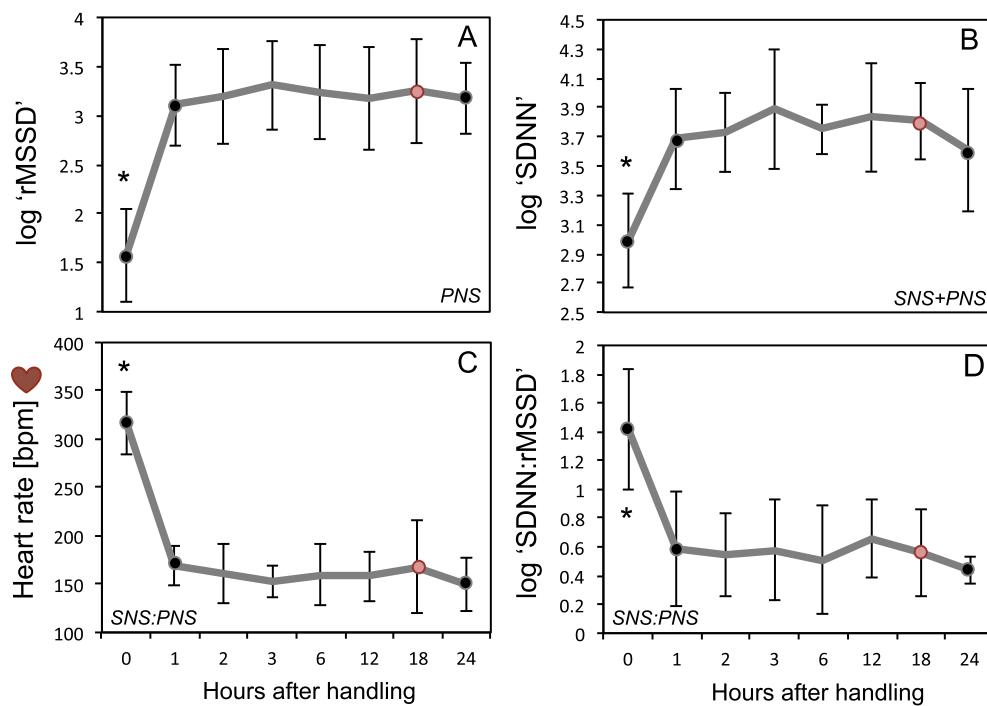 A
log ‘rMSSD’
4
3.5
3
2.5
2
1.5
1
*
PNS
B
log ‘SDNN’
4.5
4.3
4.1
3.9
3.7
3.5
3.3
3.1
2.9
2.7
2.5
*
SNS+PNS
C
Heart rate [bpm]
400
350
300
250
200
150
100
*
SNS:PNS
0 1 2 3 6 12 18 24
Hours after handling
D
log ‘SDNN:rMSSD’
2
1.8
1.6
1.4
1.2
1
0.8
0.6
0.4
0.2
0
*
SNS:PNS
0 1 2 3 6 12 18 24
Hours after handling